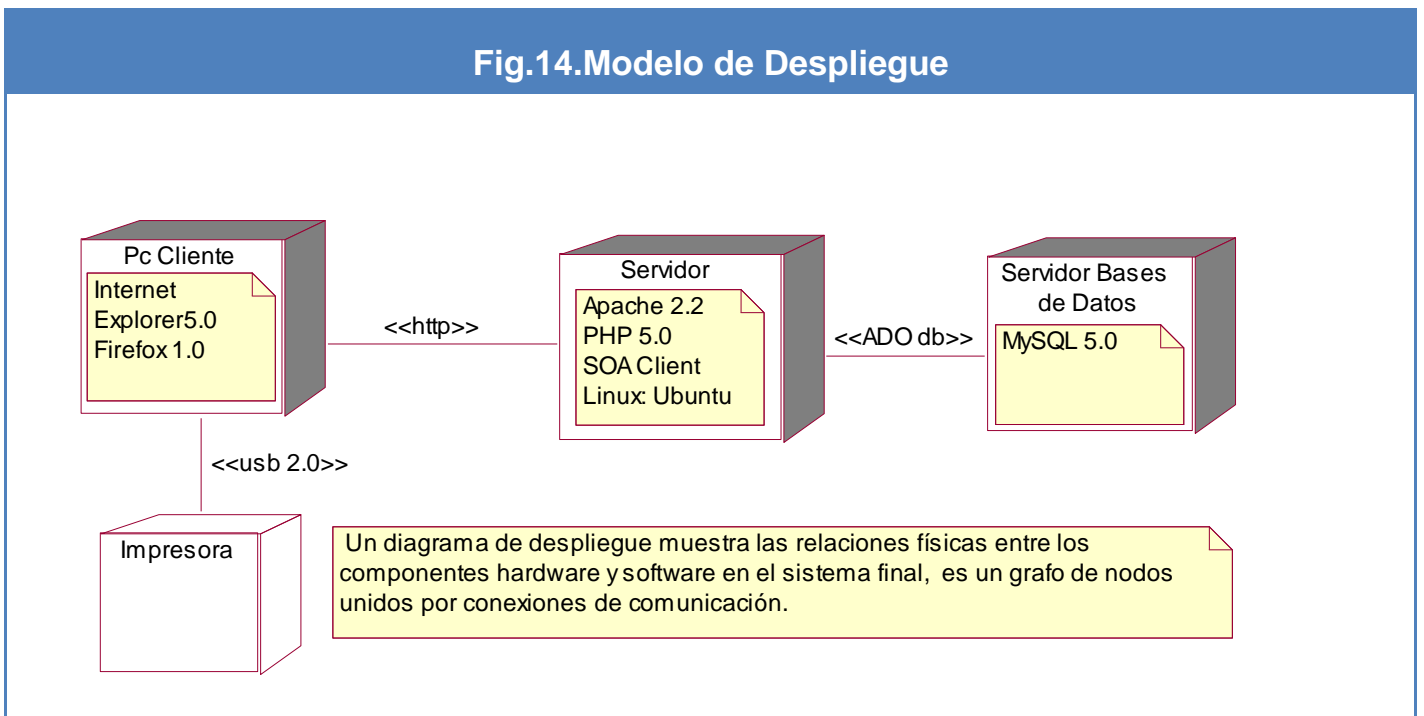 Fig.14.Modelo de Despliegue
Pc Cliente
Internet
Explorer5.0
Firefox 1.0
<<http>>
Servidor
Apache 2.2
PHP 5.0
SOA Client
Linux: Ubuntu
<<ADO db>>
Servidor Bases
de Datos
MySQL 5.0
<<usb 2.0>>
Impresora
Un diagrama de despliegue muestra las relaciones físicas entre los
componentes hardware y software en el sistema final, es un grafo de nodos
unidos por conexiones de comunicación.